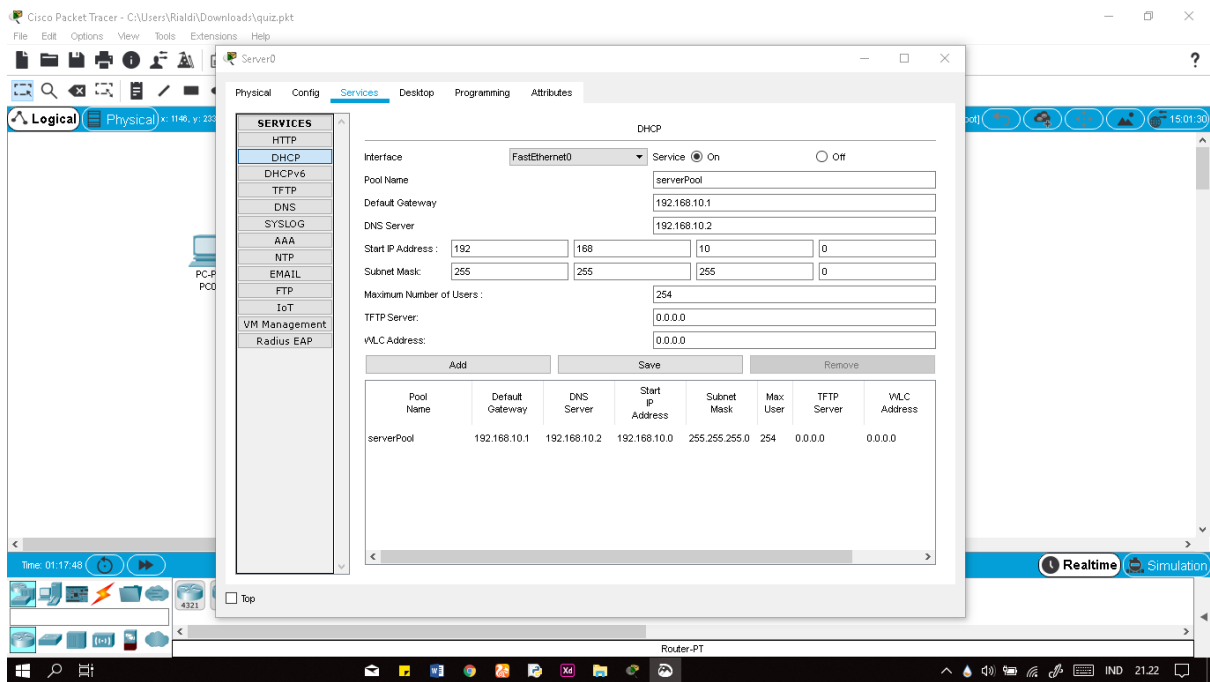 Cisco Packet Tracer - C:\Users\Rialdi\Downloads\quiz.pkt
File Edit Options View Tools Extensions Help
Server0
?
Physical Config Services Desktop Programming Attributes
Logical Physical x: 1146, y: 233
oot] 15:01:30
SERVICES
HTTP
DHCP
DHCPv6
TFTP
DNS
SYSLOG
AAA
NTP
EMAIL
FTP
IoT
VM Management
Radius EAP
DHCP
Interface FastEthernet0 Service On Off
Pool Name serverPool
Default Gateway 192.168.10.1
DNS Server 192.168.10.2
Start IP Address : 192 168 10 0
Subnet Mask: 255 255 255 0
Maximum Number of Users : 254
TFTP Server: 0.0.0.0
WLC Address: 0.0.0.0
Add Save Remove
Pool Name Default Gateway DNS Server Start IP Address Subnet Mask Max User TFTP Server WLC Address
serverPool 192.168.10.1 192.168.10.2 192.168.10.0 255.255.255.0 254 0.0.0.0 0.0.0.0
PC-P
PC0
Top
Time: 01:17:48
Realtime Simulation
4321
Router-PT
IND 21.22